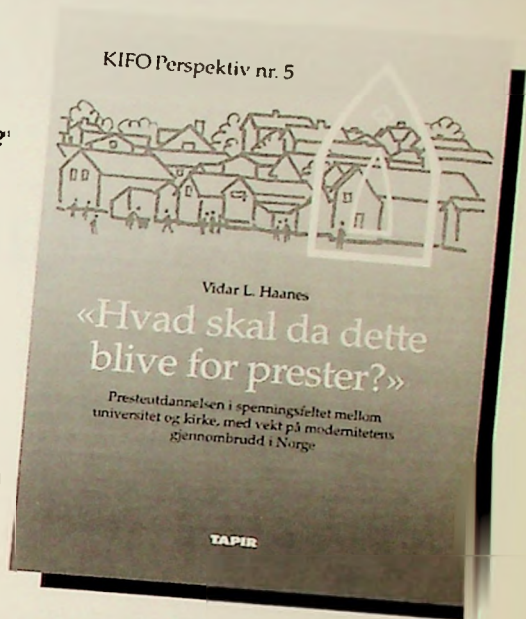 KIFO Perspektiv nr. 5
Vidar L. Haanes
«Hvad skal da dette
blive for prester?»
Presteutdannelsen i spenningsfeltet mellom
universitet og kirke, med vekt på modernitetens
gjennombrudd i Norge
TAPIR